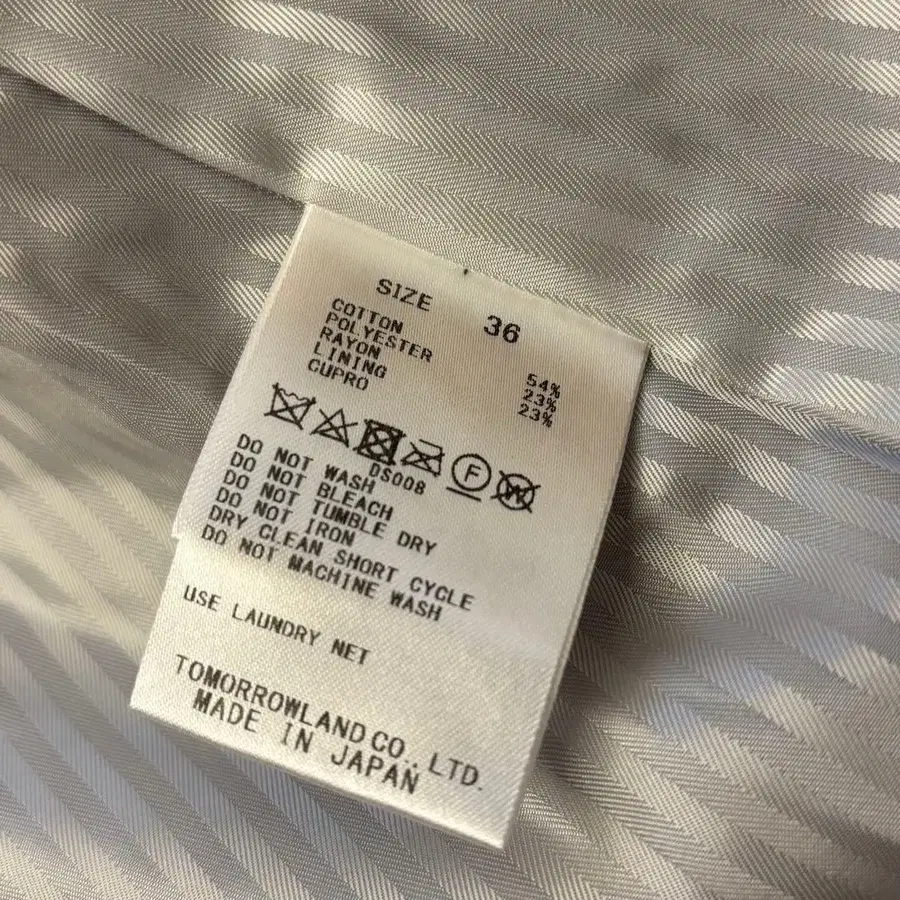 SIZE 36
COTTON 54%
POLYESTER 23%
RAYON 23%
LINING
CUPRO
F W
DS008
DO NOT WASH
DO NOT BLEACH
DO NOT TUMBLE DRY
DO NOT IRON
DRY CLEAN SHORT CYCLE
DO NOT MACHINE WASH
USE LAUNDRY NET
TOMORROWLAND CO., LTD.
MADE IN JAPAN